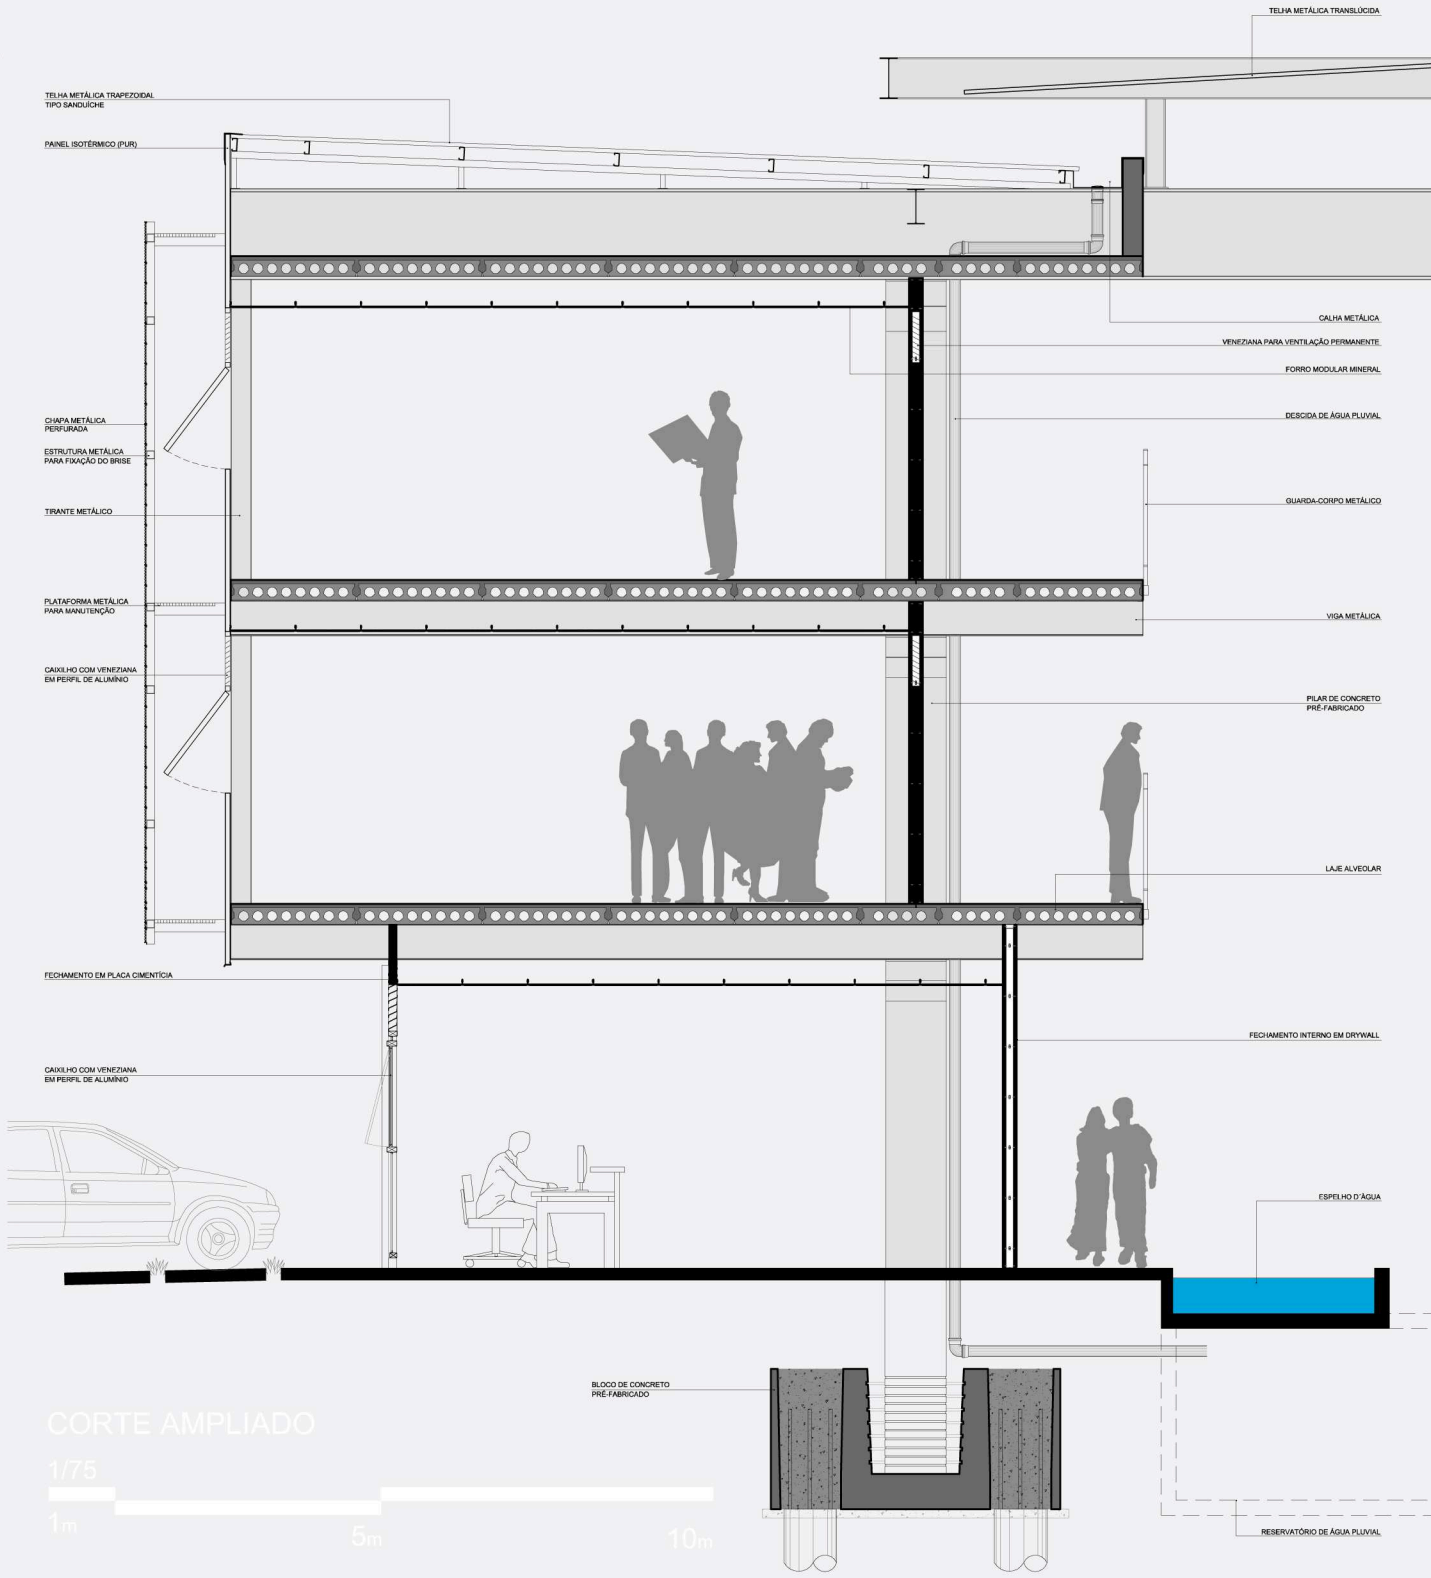 TELHA METÁLICA TRANSLÚCIDA
TELHA METÁLICA TRAPEZOIDAL
TIPO SANDUÍCHE
PAINEL ISOTÉRMICO (PUR)
CALHA METÁLICA
VENEZIANA PARA VENTILAÇÃO PERMANENTE
FORRO MODULAR MINERAL
CHAPA METÁLICA
PERFURADA
DESCIDA DE ÁGUA PLUVIAL
ESTRUTURA METÁLICA
PARA FIXAÇÃO DO BRISE
GUARDA-CORPO METÁLICO
TIRANTE METÁLICO
PLATAFORMA METÁLICA
PARA MANUTENÇÃO
VIGA METÁLICA
CAIXILHO COM VENEZIANA
EM PERFIL DE ALUMÍNIO
PILAR DE CONCRETO
PRÉ-FABRICADO
LAJE ALVEOLAR
FECHAMENTO EM PLACA CIMENTÍCIA
FECHAMENTO INTERNO EM DRYWALL
CAIXILHO COM VENEZIANA
EM PERFIL DE ALUMÍNIO
ESPELHO D'ÁGUA
BLOCO DE CONCRETO
PRÉ-FABRICADO
CORTE AMPLIADO
1/75
1m 5m 10m
RESERVATÓRIO DE ÁGUA PLUVIAL